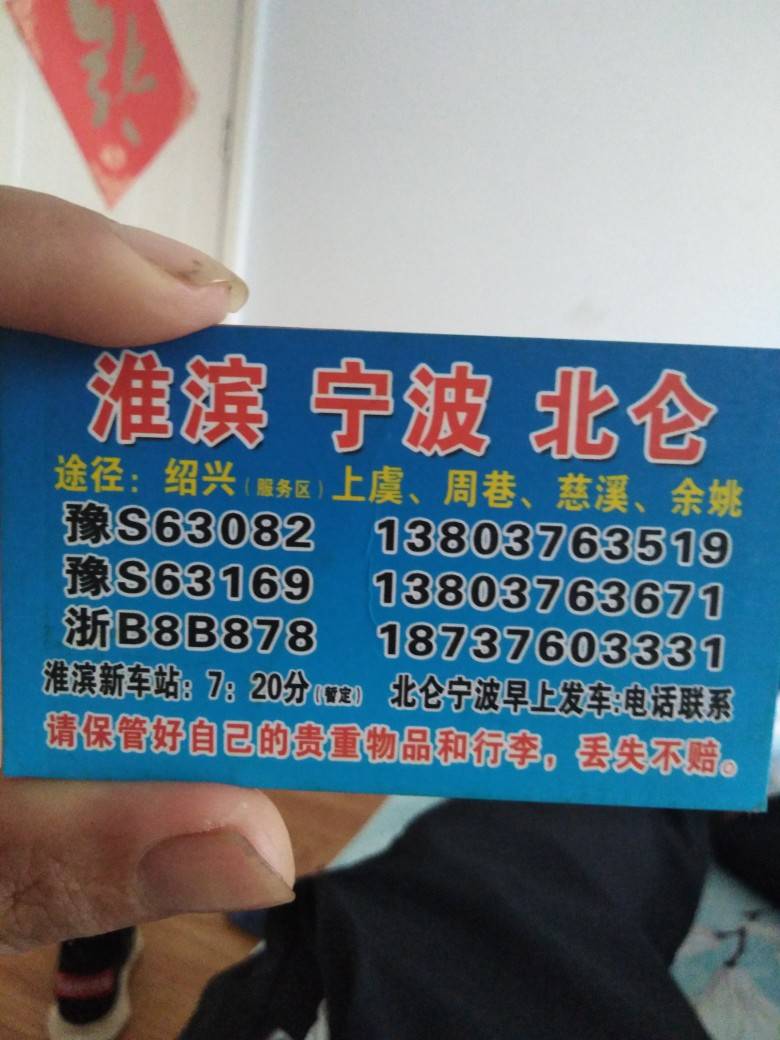 淮滨 宁波 北仑
途径：绍兴（服务区）上虞、周巷、慈溪、余姚
豫S63082 13803763519
豫S63169 13803763671
浙B8B878 18737603331
淮滨新车站：7：20分（暂定） 北仑宁波早上发车:电话联系
请保管好自己的贵重物品和行李，丢失不赔。